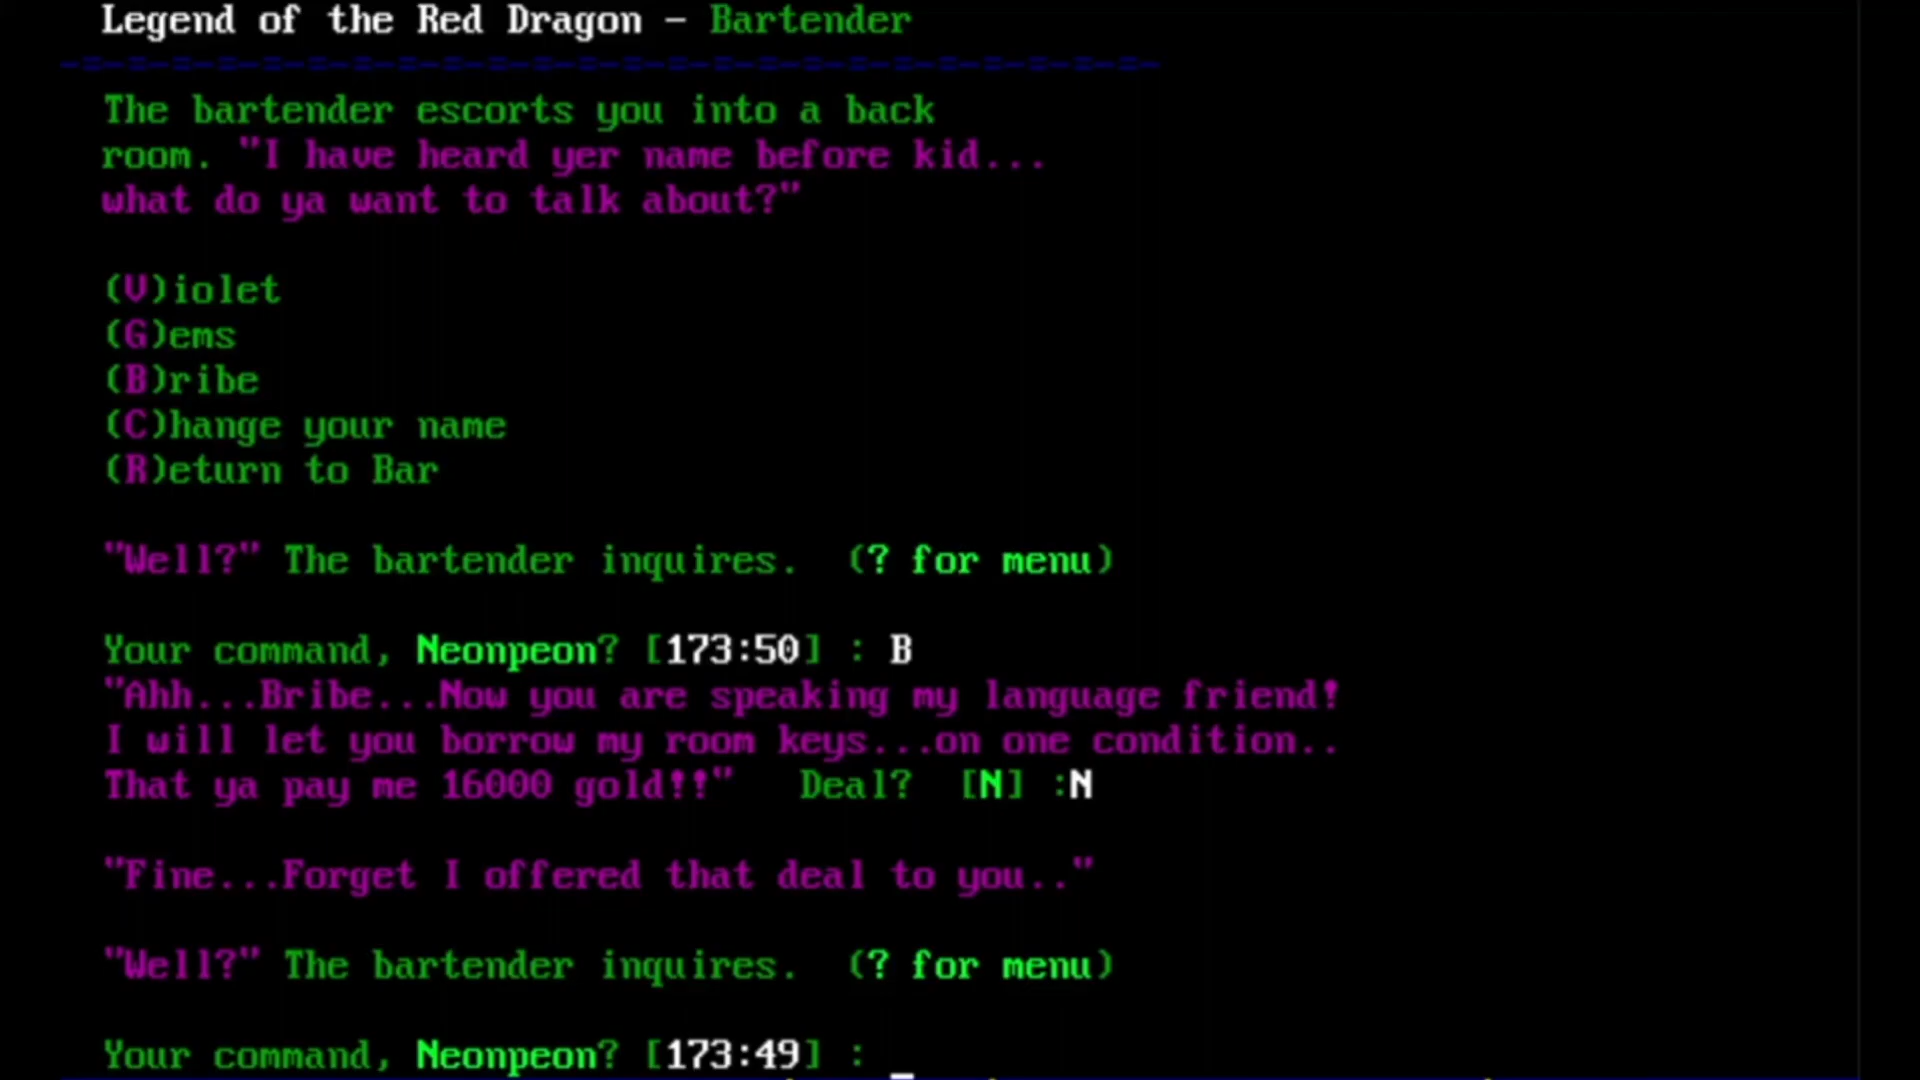 Legend of the Red Dragon - Bartender
-=-=-=-=-=-=-=-=-=-=-=-=-=-=-=-=-=-=-=-=-=-=-=-=-
The bartender escorts you into a back
room. "I have heard yer name before kid...
what do ya want to talk about?"
(V)iolet
(G)ems
(B)ribe
(C)hange your name
(R)eturn to Bar
"Well?" The bartender inquires.  (? for menu)
Your command, Neonpeon? [173:50] : B
"Ahh...Bribe...Now you are speaking my language friend!
I will let you borrow my room keys...on one condition..
That ya pay me 16000 gold!!"   Deal?  [N] :N
"Fine...Forget I offered that deal to you.."
"Well?" The bartender inquires.  (? for menu)
Your command, Neonpeon? [173:49] : _